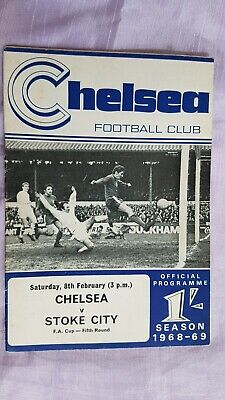 Chelsea
FOOTBALL CLUB
DUCKHAM
Saturday, 8th February (3 p.m.)
CHELSEA
v
STOKE CITY
F.A. Cup — Fifth Round
OFFICIAL
PROGRAMME
1/-
SEASON
1968-69